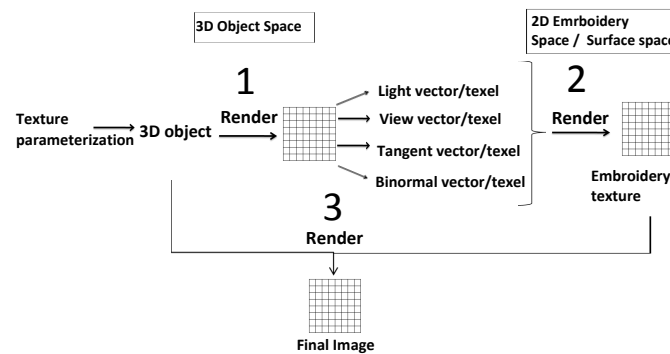 3D Object Space
2D Emrboidery
Space / Surface space
1
2
Light vector/texel
Render
View vector/texel
Render
Texture
parameterization
3D object
Tangent vector/texel
Binormal vector/texel
Embroidery
texture
3
Render
Final Image